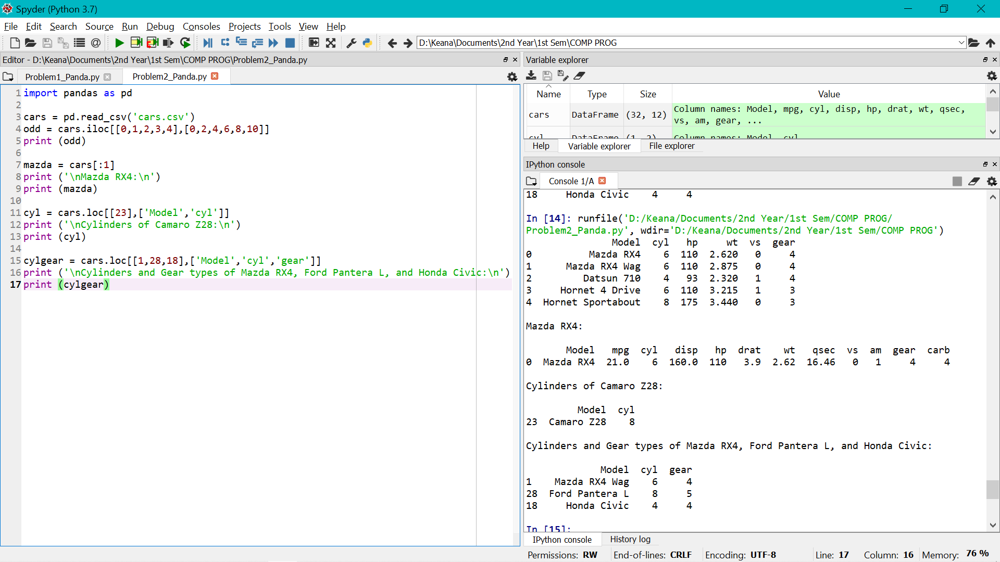 Spyder (Python 3.7)
File Edit Search Source Run Debug Consoles Projects Tools View Help
D:\Keana\Documents\2nd Year\1st Sem\COMP PROG
Editor - D:\Keana\Documents\2nd Year\1st Sem\COMP PROG\Problem2_Panda.py
Problem1_Panda.py Problem2_Panda.py
1 import pandas as pd
2
3 cars = pd.read_csv('cars.csv')
4 odd = cars.iloc[[0,1,2,3,4],[0,2,4,6,8,10]]
5 print (odd)
6
7 mazda = cars[:1]
8 print ('\nMazda RX4:\n')
9 print (mazda)
10
11 cyl = cars.loc[[23],['Model','cyl']]
12 print ('\nCylinders of Camaro Z28:\n')
13 print (cyl)
14
15 cylgear = cars.loc[[1,28,18],['Model','cyl','gear']]
16 print ('\nCylinders and Gear types of Mazda RX4, Ford Pantera L, and Honda Civic:\n')
17 print (cylgear)
Variable explorer
Name Type Size Value
cars DataFrame (32, 12) Column names: Model, mpg, cyl, disp, hp, drat, wt, qsec,
vs, am, gear, ...
cyl DataFrame (1, 2) Column names: Model, cyl
Help Variable explorer File explorer
IPython console
Console 1/A
18 Honda Civic 4 4
In [14]: runfile('D:/Keana/Documents/2nd Year/1st Sem/COMP PROG/
Problem2_Panda.py', wdir='D:/Keana/Documents/2nd Year/1st Sem/COMP PROG')
Model cyl hp wt vs gear
0 Mazda RX4 6 110 2.620 0 4
1 Mazda RX4 Wag 6 110 2.875 0 4
2 Datsun 710 4 93 2.320 1 4
3 Hornet 4 Drive 6 110 3.215 1 3
4 Hornet Sportabout 8 175 3.440 0 3
Mazda RX4:
Model mpg cyl disp hp drat wt qsec vs am gear carb
0 Mazda RX4 21.0 6 160.0 110 3.9 2.62 16.46 0 1 4 4
Cylinders of Camaro Z28:
Model cyl
23 Camaro Z28 8
Cylinders and Gear types of Mazda RX4, Ford Pantera L, and Honda Civic:
Model cyl gear
1 Mazda RX4 Wag 6 4
28 Ford Pantera L 8 5
18 Honda Civic 4 4
In [15]:
IPython console History log
Permissions: RW End-of-lines: CRLF Encoding: UTF-8 Line: 17 Column: 16 Memory: 76 %